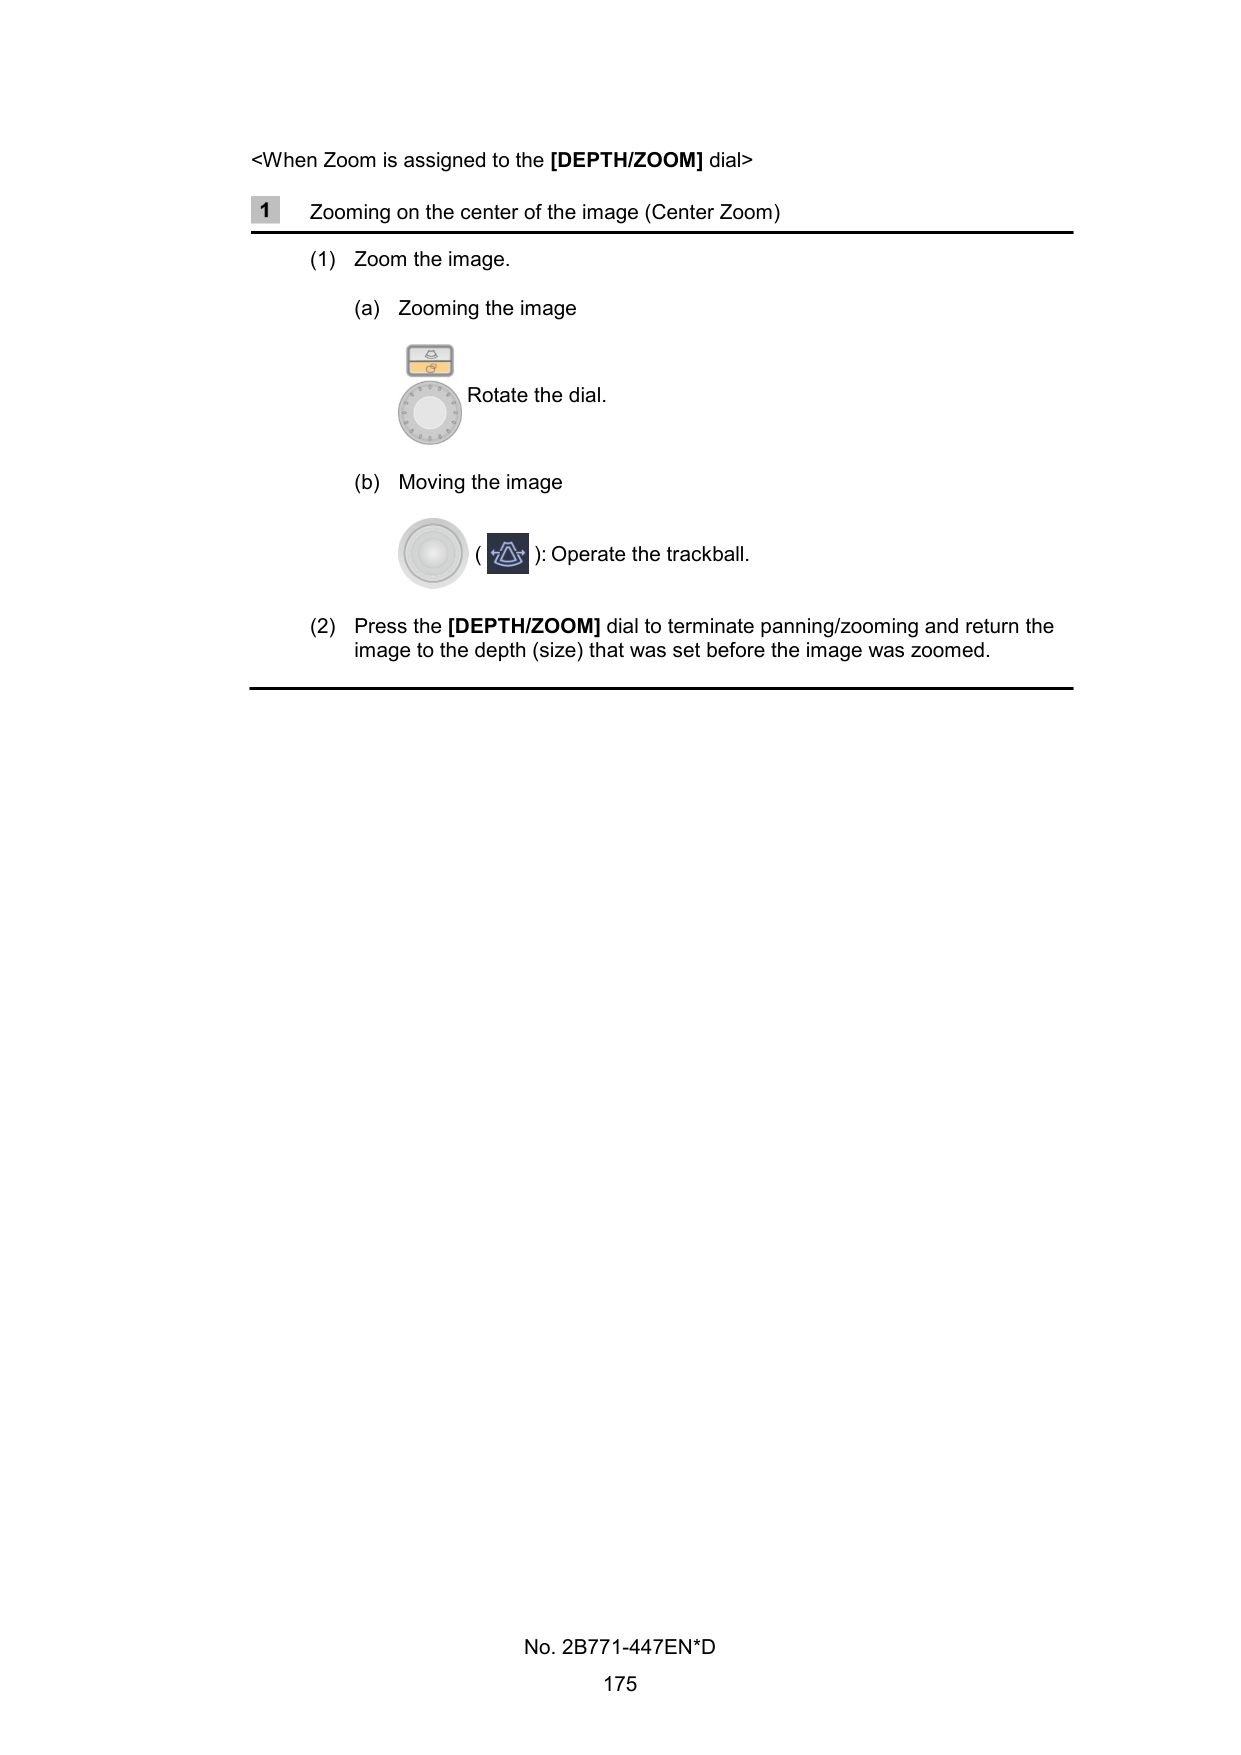 <When Zoom is assigned to the [DEPTH/ZOOM] dial>
1 Zooming on the center of the image (Center Zoom)
(1) Zoom the image.
(a) Zooming the image
Rotate the dial.
(b) Moving the image
( ): Operate the trackball.
(2) Press the [DEPTH/ZOOM] dial to terminate panning/zooming and return the
image to the depth (size) that was set before the image was zoomed.
No. 2B771-447EN*D
175